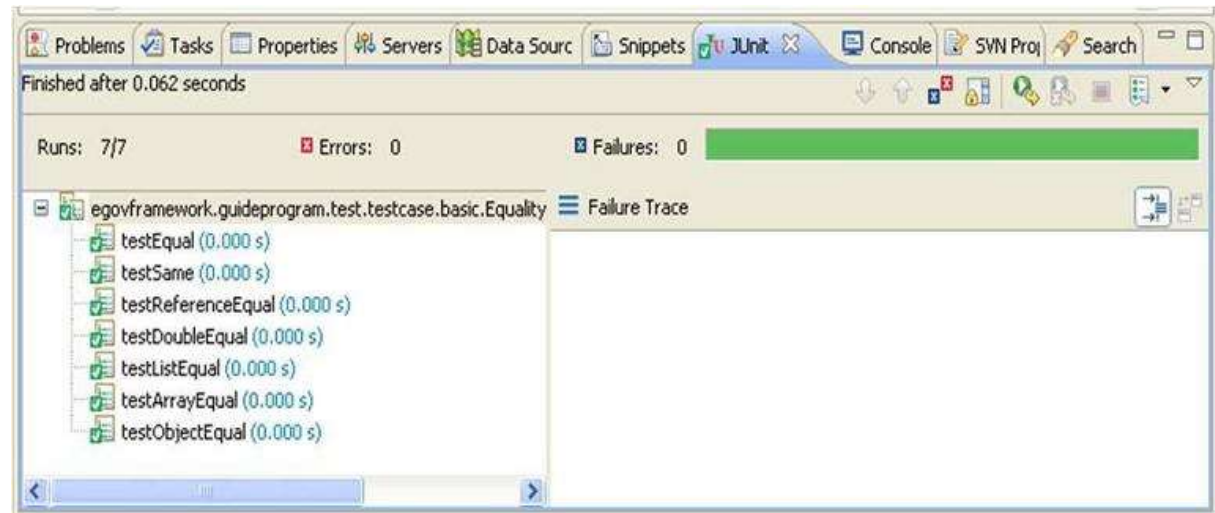 Problems Tasks Properties Servers Data Sourc Snippets JUnit Console SVN Proj Search
Finished after 0.062 seconds
Runs: 7/7 Errors: 0 Failures: 0
egovframework.guideprogram.test.testcase.basic.Equality Failure Trace
testEqual (0.000 s)
testSame (0.000 s)
testReferenceEqual (0.000 s)
testDoubleEqual (0.000 s)
testListEqual (0.000 s)
testArrayEqual (0.000 s)
testObjectEqual (0.000 s)